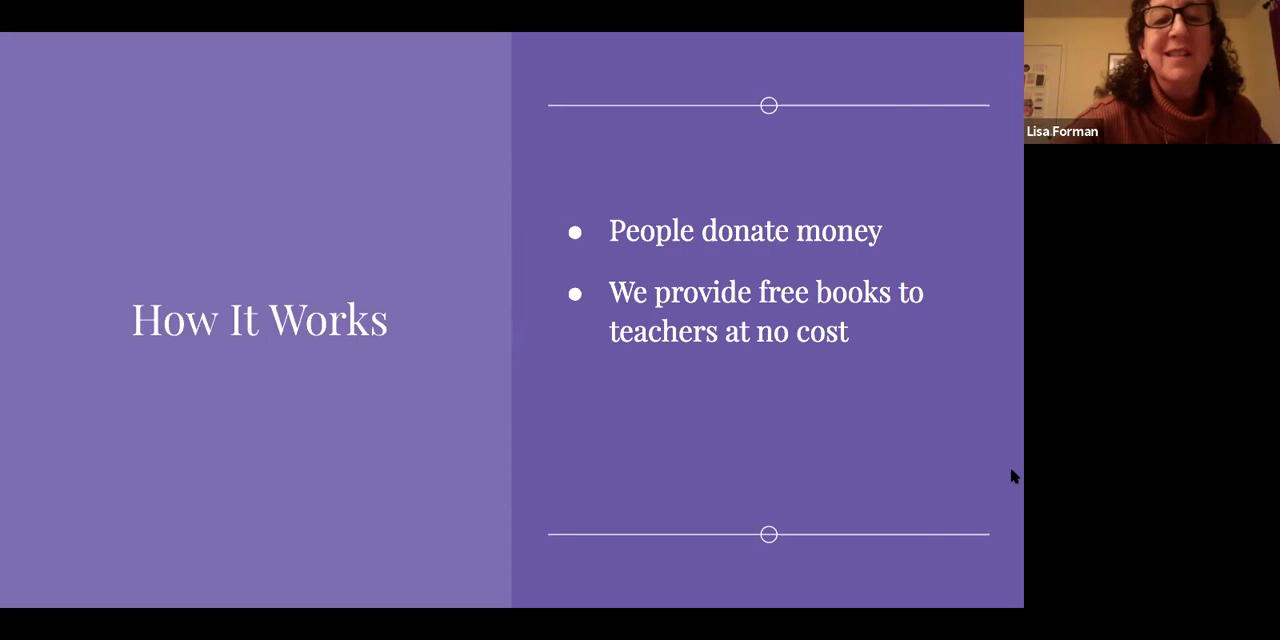 How It Works
● People donate money
● We provide free books to
teachers at no cost
Lisa Forman